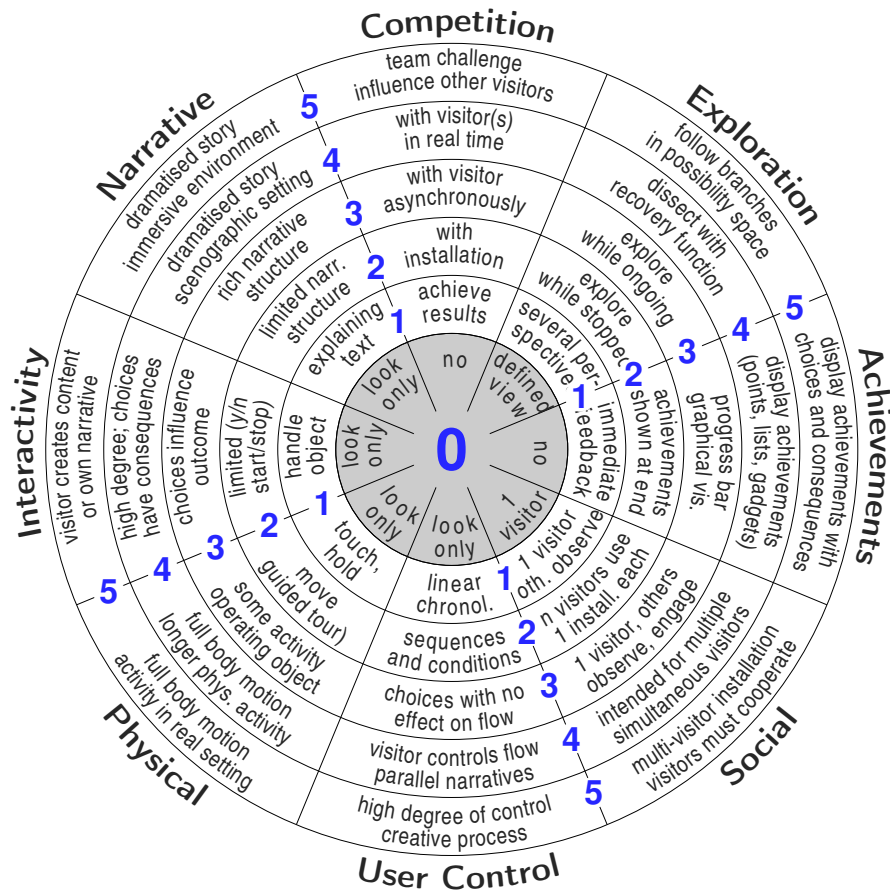 Competition
team challenge
influence other visitors
with visitor(s)
in real time
with visitor
asynchronously
with
installation
achieve
results
no
Exploration
follow branches
in possibility space
dissect with
recovery function
explore
while ongoing
explore
while stopped
several per-
spective
defined
view
Achievements
display achievements with
choices and consequences
display achievements
(points, lists, gadgets)
progress bar
graphical vis.
achievements
shown at end
immediate
feedback
no
Social
multi-visitor installation
visitors must cooperate
intended for multiple
simultaneous visitors
1 visitor, others
observe, engage
n visitors use
1 install. each
1 visitor
oth. observe
1
visitor
User Control
high degree of control
creative process
visitor controls flow
parallel narratives
choices with no
effect on flow
sequences
and conditions
linear
chronol.
look
only
Physical
full body motion
activity in real setting
full body motion
longer phys. activity
some activity
operating object
move
guided tour)
touch,
hold
look
only
Interactivity
visitor creates content
or own narrative
high degree; choices
have consequences
choices influence
outcome
limited (y/n
start/stop)
handle
object
look
only
Narrative
dramatised story
immersive environment
dramatised story
scenographic setting
rich narrative
structure
limited narr.
structure
explaining
text
look
only
0
5
4
3
2
1
1
2
3
4
5
1
2
3
4
5
5
4
3
2
1